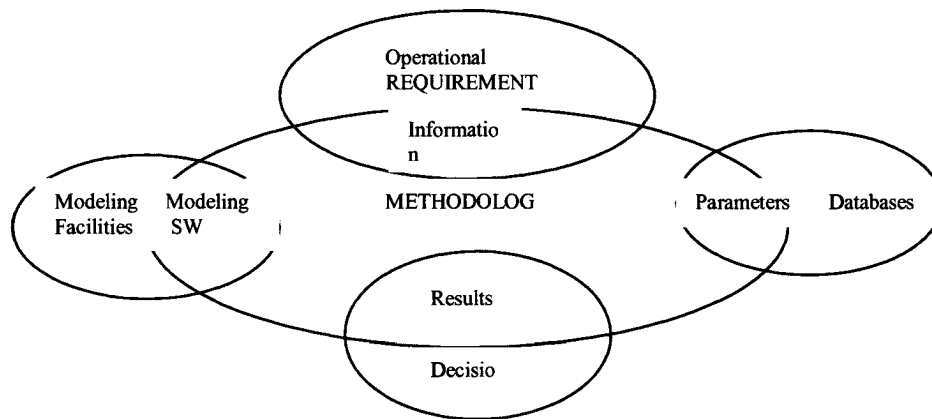 Operational
REQUIREMENT
Informatio
n
Modeling
Facilities
Modeling
SW
METHODOLOG
Parameters
Databases
Results
Decisio